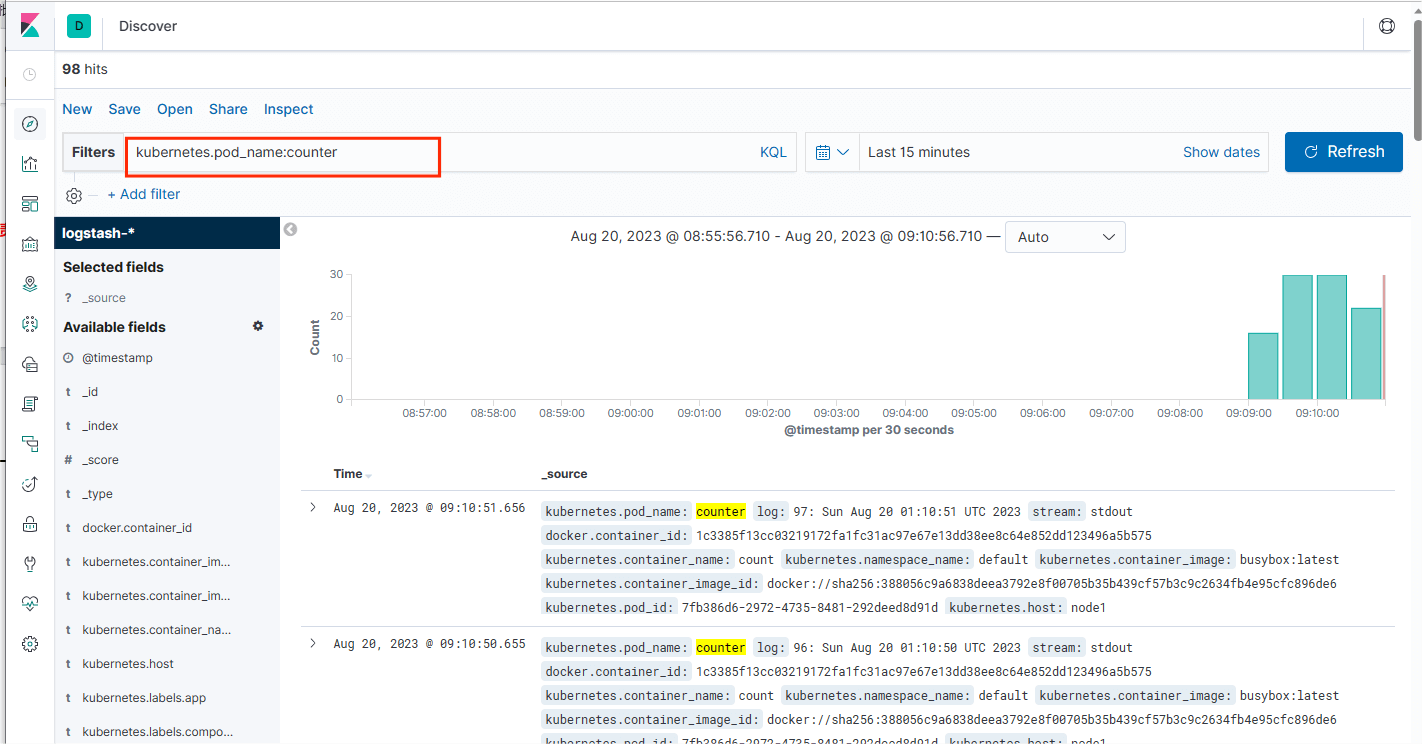 D Discover
98 hits
New Save Open Share Inspect
Filters kubernetes.pod_name:counter KQL Last 15 minutes Show dates Refresh
+ Add filter
logstash-*
Selected fields
? _source
Available fields
@timestamp
t _id
t _index
# _score
t _type
t docker.container_id
t kubernetes.container_im...
t kubernetes.container_im...
t kubernetes.container_na...
t kubernetes.host
t kubernetes.labels.app
t kubernetes.labels.compo...
Aug 20, 2023 @ 08:55:56.710 - Aug 20, 2023 @ 09:10:56.710 — Auto
30
20
10
0
Count
08:57:00 08:58:00 08:59:00 09:00:00 09:01:00 09:02:00 09:03:00 09:04:00 09:05:00 09:06:00 09:07:00 09:08:00 09:09:00 09:10:00
@timestamp per 30 seconds
Time _source
Aug 20, 2023 @ 09:10:51.656 kubernetes.pod_name: counter log: 97: Sun Aug 20 01:10:51 UTC 2023 stream: stdout
docker.container_id: 1c3385f13cc03219172fa1fc31ac97e67e13dd38ee8c64e852dd123496a5b575
kubernetes.container_name: count kubernetes.namespace_name: default kubernetes.container_image: busybox:latest
kubernetes.container_image_id: docker://sha256:388056c9a6838deea3792e8f00705b35b439cf57b3c9c2634fb4e95cfc896de6
kubernetes.pod_id: 7fb386d6-2972-4735-8481-292deed8d91d kubernetes.host: node1
Aug 20, 2023 @ 09:10:50.655 kubernetes.pod_name: counter log: 96: Sun Aug 20 01:10:50 UTC 2023 stream: stdout
docker.container_id: 1c3385f13cc03219172fa1fc31ac97e67e13dd38ee8c64e852dd123496a5b575
kubernetes.container_name: count kubernetes.namespace_name: default kubernetes.container_image: busybox:latest
kubernetes.container_image_id: docker://sha256:388056c9a6838deea3792e8f00705b35b439cf57b3c9c2634fb4e95cfc896de6
kubernetes.pod_id: 7fb386d6-2972-4735-8481-292deed8d91d kubernetes.host: node1